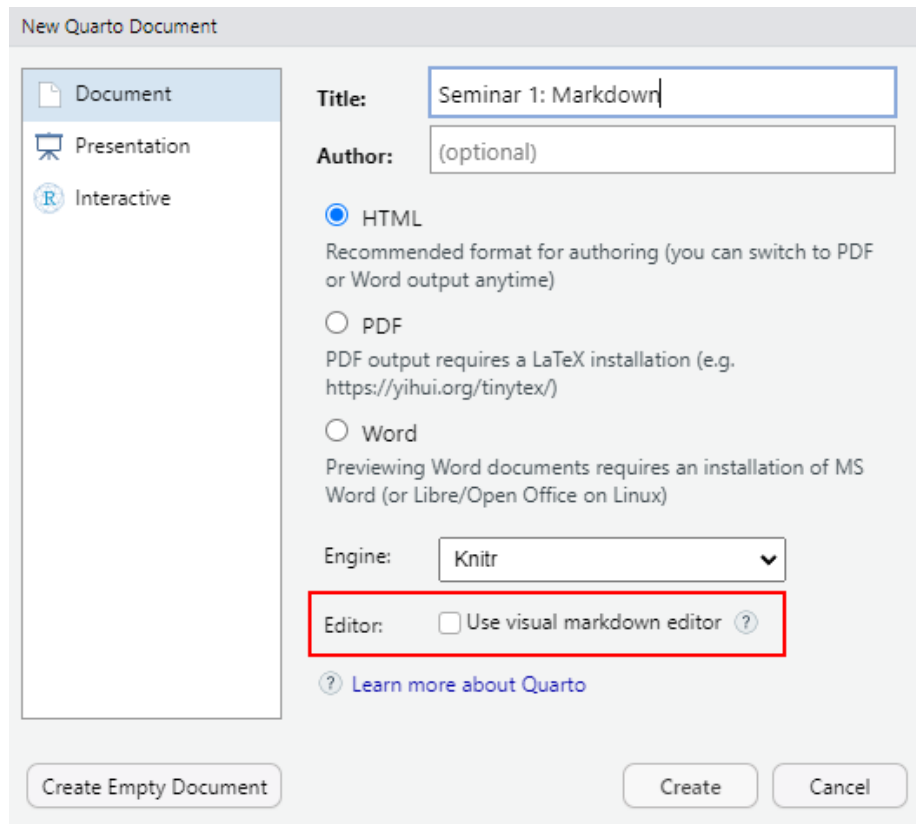 New Quarto Document
Document
Presentation
R Interactive
Title: Seminar 1: Markdown
Author: (optional)
HTML
Recommended format for authoring (you can switch to PDF
or Word output anytime)
PDF
PDF output requires a LaTeX installation (e.g.
https://yihui.org/tinytex/)
Word
Previewing Word documents requires an installation of MS
Word (or Libre/Open Office on Linux)
Engine: Knitr
Editor: Use visual markdown editor ?
? Learn more about Quarto
Create Empty Document Create Cancel